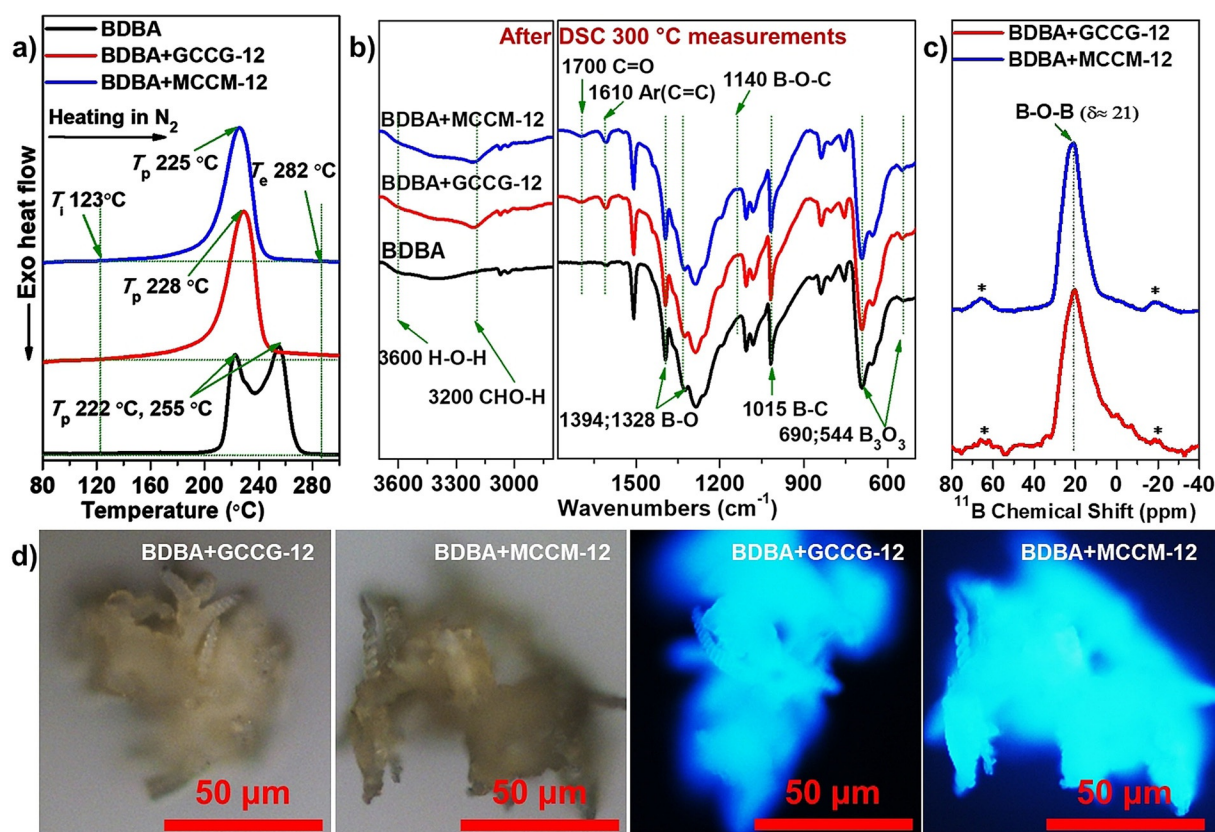 a)
BDBA
BDBA+GCCG-12
BDBA+MCCM-12
Heating in N₂
Tₚ 225 °C
Tₑ 282 °C
Tᵢ 123°C
Tₚ 228 °C
Tₚ 222 °C, 255 °C
Exo heat flow
80 120 160 200 240 280
Temperature (°C)
b)
After DSC 300 °C measurements
1700 C=O
1610 Ar(C=C)
1140 B-O-C
BDBA+MCCM-12
BDBA+GCCG-12
BDBA
3600 H-O-H
3200 CHO-H
1394;1328 B-O
1015 B-C
690;544 B₃O₃
3600 3300 3000 1500 1200 900 600
Wavenumbers (cm⁻¹)
c)
BDBA+GCCG-12
BDBA+MCCM-12
B-O-B (δ≈ 21)
* *
* *
80 60 40 20 0 -20 -40
¹¹B Chemical Shift (ppm)
d)
BDBA+GCCG-12
50 µm
BDBA+MCCM-12
50 µm
BDBA+GCCG-12
50 µm
BDBA+MCCM-12
50 µm